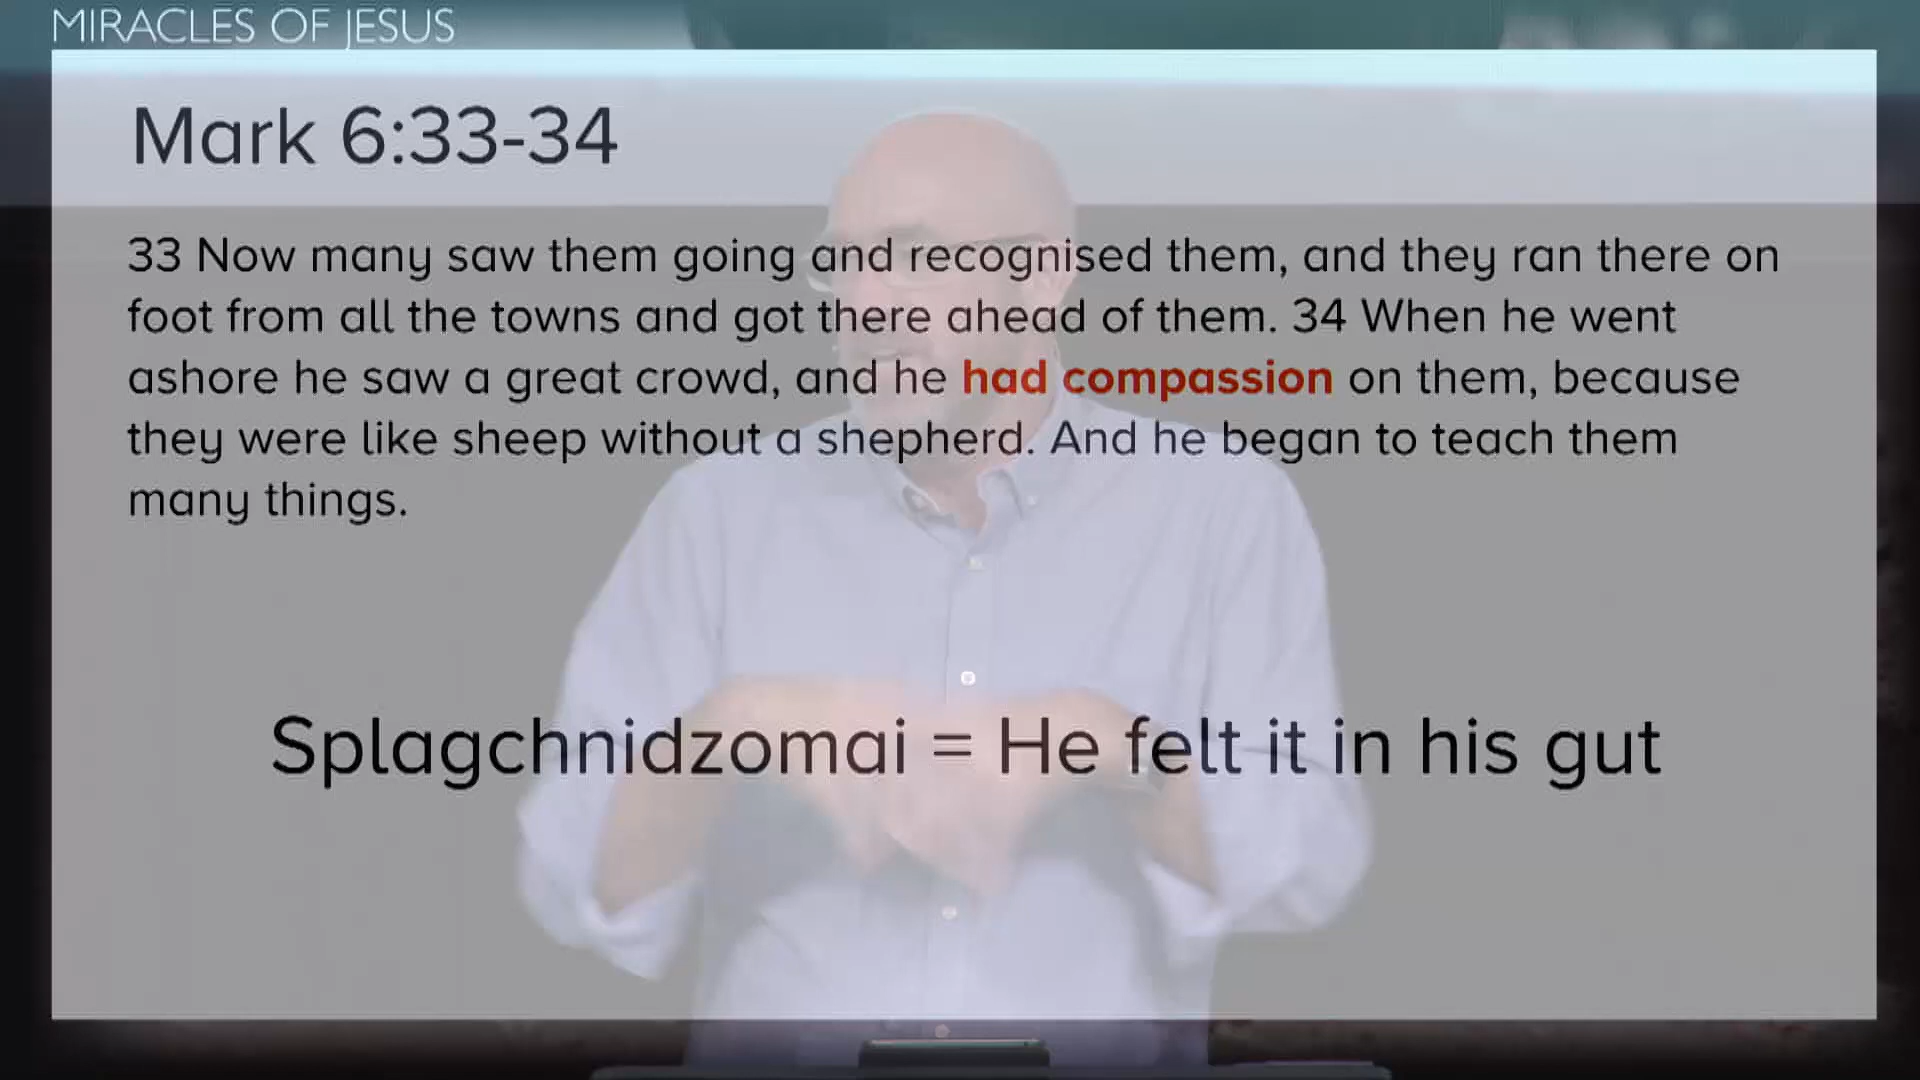 MIRACLES OF JESUS
Mark 6:33-34
33 Now many saw them going and recognised them, and they ran there on
foot from all the towns and got there ahead of them. 34 When he went
ashore he saw a great crowd, and he had compassion on them, because
they were like sheep without a shepherd. And he began to teach them
many things.
Splagchnidzomai = He felt it in his gut